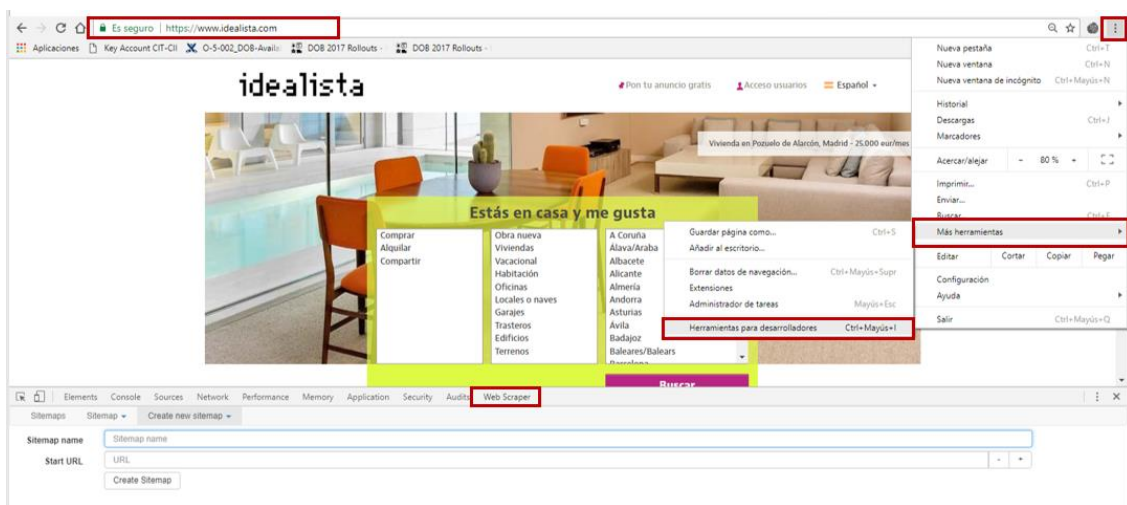 Es seguro | https://www.idealista.com
Aplicaciones Key Account CIT-CII O-5-002_DOB-Availa DOB 2017 Rollouts - DOB 2017 Rollouts -
idealista
Pon tu anuncio gratis Acceso usuarios Español
Vivienda en Pozuelo de Alarcón, Madrid - 25.000 eur/mes
Estás en casa y me gusta
Comprar
Alquilar
Compartir
Obra nueva
Viviendas
Vacacional
Habitación
Oficinas
Locales o naves
Garajes
Trasteros
Edificios
Terrenos
A Coruña
Álava/Araba
Albacete
Alicante
Almería
Andorra
Asturias
Ávila
Badajoz
Baleares/Balears
Barcelona
Buscar
Nueva pestaña Ctrl+T
Nueva ventana Ctrl+N
Nueva ventana de incógnito Ctrl+Mayús+N
Historial
Descargas Ctrl+J
Marcadores
Acercar/alejar - 80 % +
Imprimir... Ctrl+P
Enviar...
Buscar... Ctrl+F
Más herramientas
Editar Cortar Copiar Pegar
Configuración
Ayuda
Salir Ctrl+Mayús+Q
Guardar página como... Ctrl+S
Añadir al escritorio...
Borrar datos de navegación... Ctrl+Mayús+Supr
Extensiones
Administrador de tareas Mayús+Esc
Herramientas para desarrolladores Ctrl+Mayús+I
Elements Console Sources Network Performance Memory Application Security Audits Web Scraper
Sitemaps Sitemap Create new sitemap
Sitemap name Sitemap name
Start URL URL - +
Create Sitemap